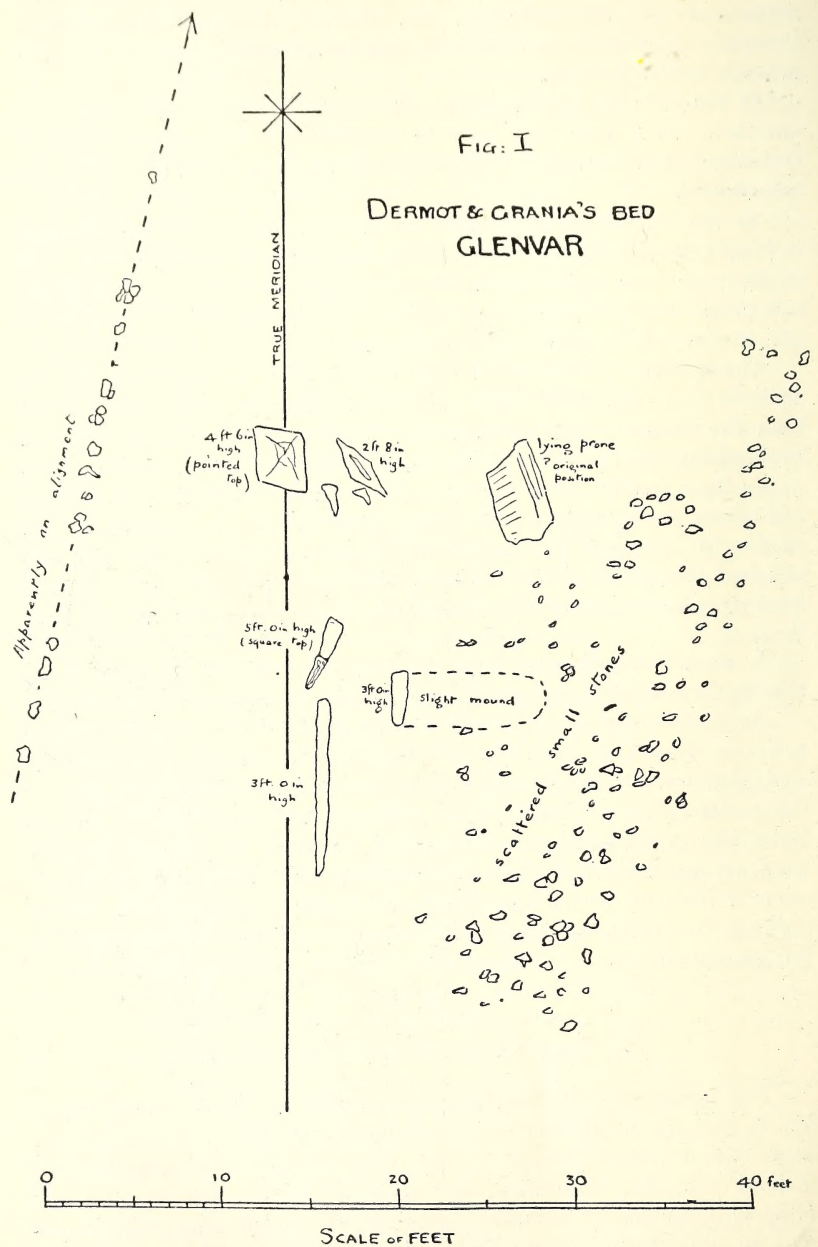 Fig: I
Dermot & Grania's Bed
GLENVAR
TRUE MERIDIAN
Apparently an alignment
4 ft 6 in
high
(pointed
top)
2 ft 8 in
high
lying prone
? original
position
5 ft. 0 in high
(square top)
3 ft 0 in
high
slight mound
scattered small stones
3 ft. 0 in
high
0 10 20 30 40 feet
SCALE OF FEET